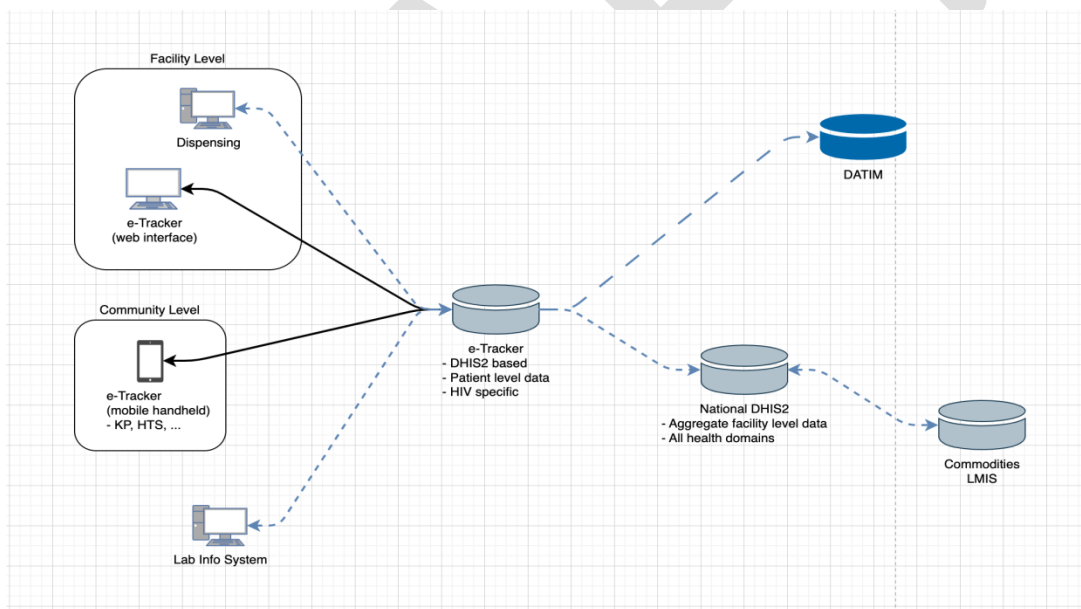 Facility Level
Dispensing
e-Tracker
(web interface)
Community Level
e-Tracker
(mobile handheld)
- KP, HTS, ...
Lab Info System
e-Tracker
- DHIS2 based
- Patient level data
- HIV specific
DATIM
National DHIS2
- Aggregate facility level data
- All health domains
Commodities
LMIS